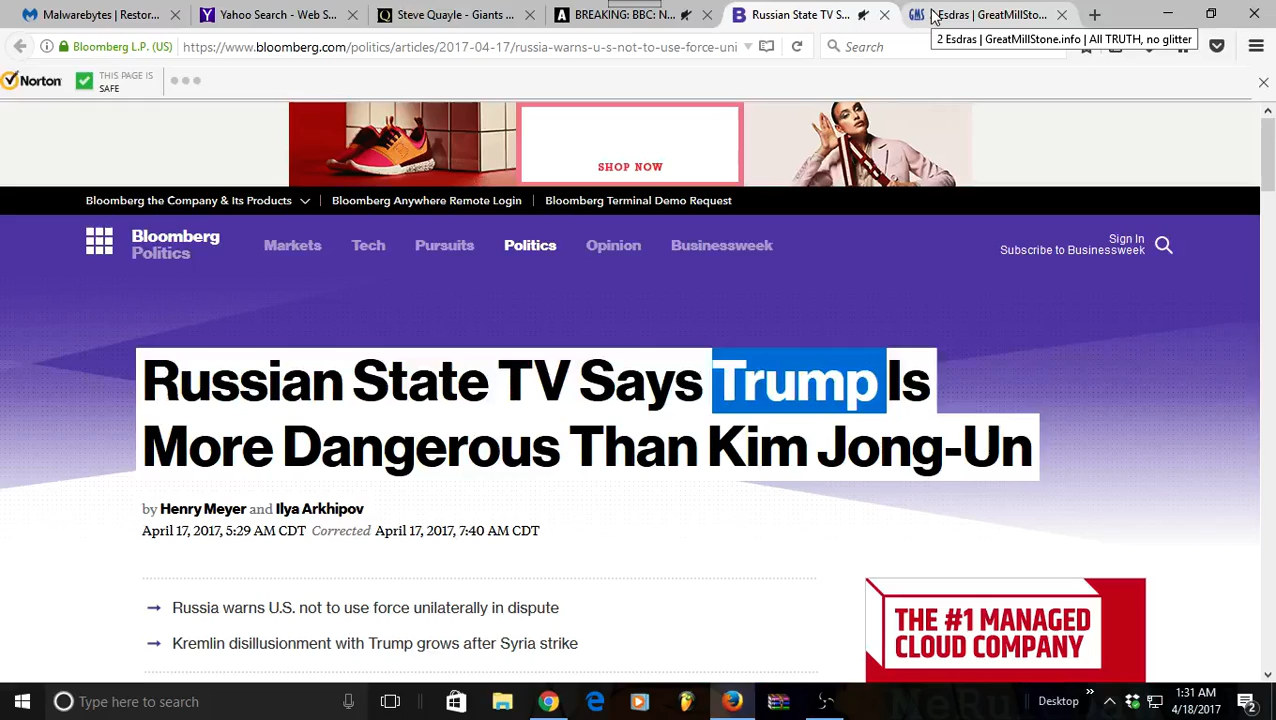 Malwarebytes | Restor...
Yahoo Search - Web S...
Steve Quayle - Giants ...
BREAKING: BBC: N...
Russian State TV S...
Esdras | GreatMillSto...
2 Esdras | GreatMillStone.info | All TRUTH, no glitter
Bloomberg L.P. (US)
https://www.bloomberg.com/politics/articles/2017-04-17/russia-warns-u-s-not-to-use-force-uni
Search
Norton
THIS PAGE IS
SAFE
SHOP NOW
Bloomberg the Company & Its Products
Bloomberg Anywhere Remote Login
Bloomberg Terminal Demo Request
Bloomberg
Politics
Markets
Tech
Pursuits
Politics
Opinion
Businessweek
Sign In
Subscribe to Businessweek
Russian State TV Says Trump Is
More Dangerous Than Kim Jong-Un
by Henry Meyer and Ilya Arkhipov
April 17, 2017, 5:29 AM CDT Corrected April 17, 2017, 7:40 AM CDT
→ Russia warns U.S. not to use force unilaterally in dispute
→ Kremlin disillusionment with Trump grows after Syria strike
THE #1 MANAGED
CLOUD COMPANY
Type here to search
Desktop
1:31 AM
4/18/2017
2